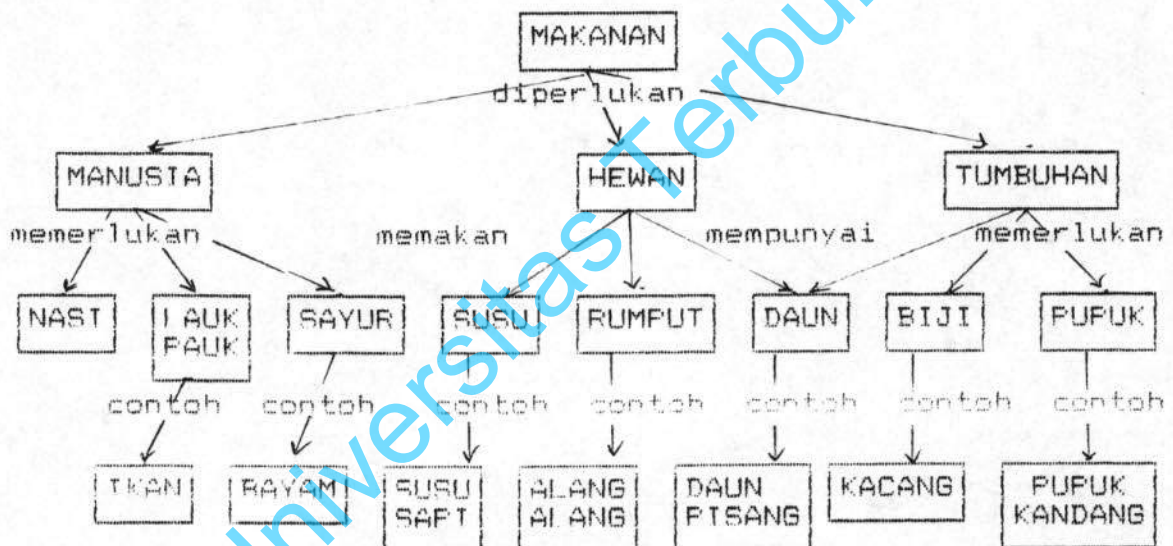 MAKANAN
diperlukan
MANUSIA
HEWAN
TUMBUHAN
memerlukan
memakan
mempunyai
memerlukan
NASI
LAUK
PAUK
SAYUR
SUSU
RUMPUT
DAUN
BIJI
PUPUK
contoh
contoh
contoh
contoh
contoh
contoh
contoh
IKAN
BAYAM
SUSU
SAPI
ALANG
ALANG
DAUN
PISANG
KACANG
PUPUK
KANDANG
Universitas Terbu